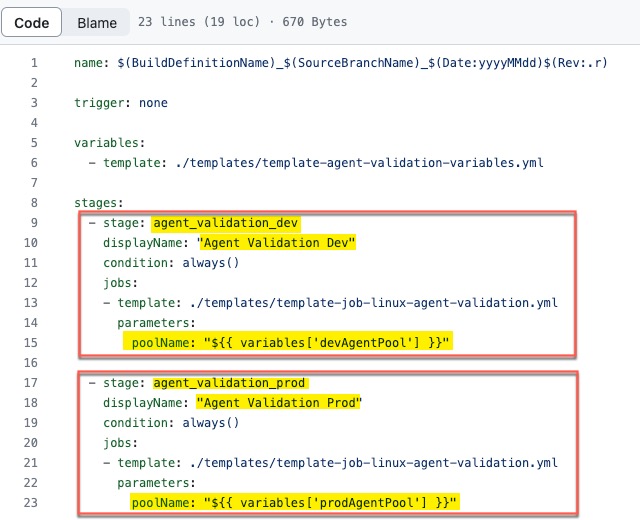 Code Blame 23 lines (19 loc) · 670 Bytes
1 name: $(BuildDefinitionName)_$(SourceBranchName)_$(Date:yyyyMMdd)$(Rev:.r)
2
3 trigger: none
4
5 variables:
6   - template: ./templates/template-agent-validation-variables.yml
7
8 stages:
9   - stage: agent_validation_dev
10     displayName: "Agent Validation Dev"
11     condition: always()
12     jobs:
13     - template: ./templates/template-job-linux-agent-validation.yml
14       parameters:
15         poolName: "${{ variables['devAgentPool'] }}"
16
17   - stage: agent_validation_prod
18     displayName: "Agent Validation Prod"
19     condition: always()
20     jobs:
21     - template: ./templates/template-job-linux-agent-validation.yml
22       parameters:
23         poolName: "${{ variables['prodAgentPool'] }}"